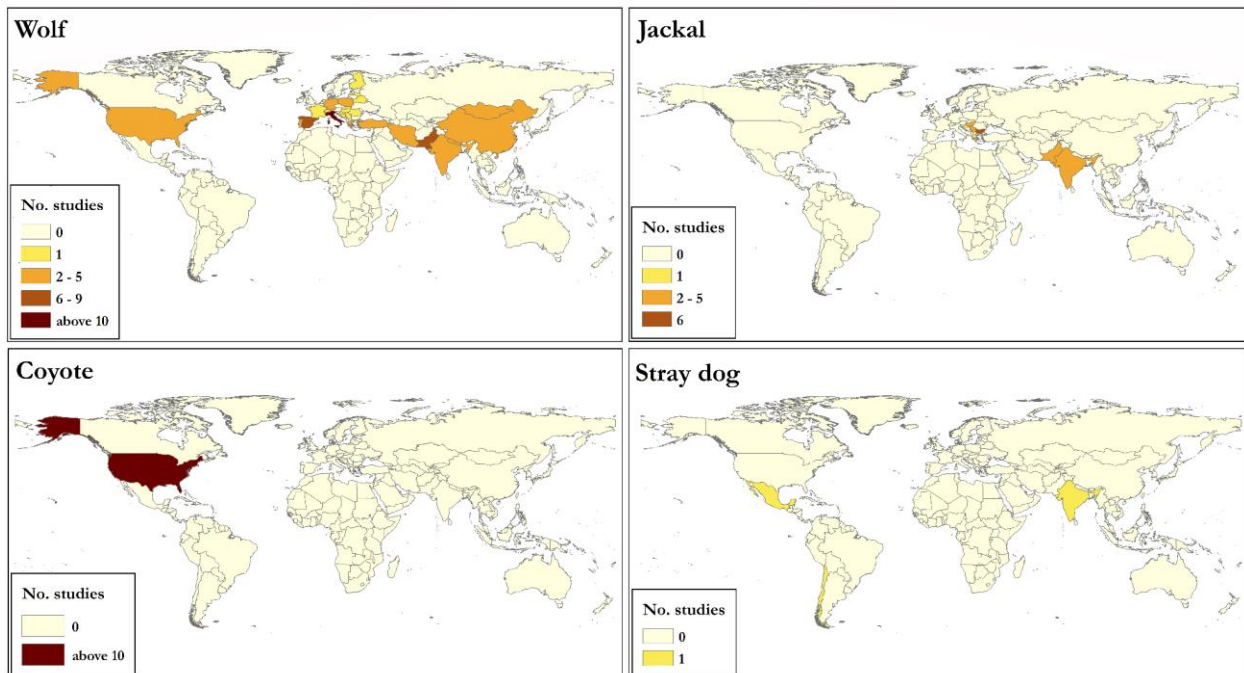 Wolf
No. studies
0
1
2 - 5
6 - 9
above 10
Jackal
No. studies
0
1
2 - 5
6
Coyote
No. studies
0
above 10
Stray dog
No. studies
0
1